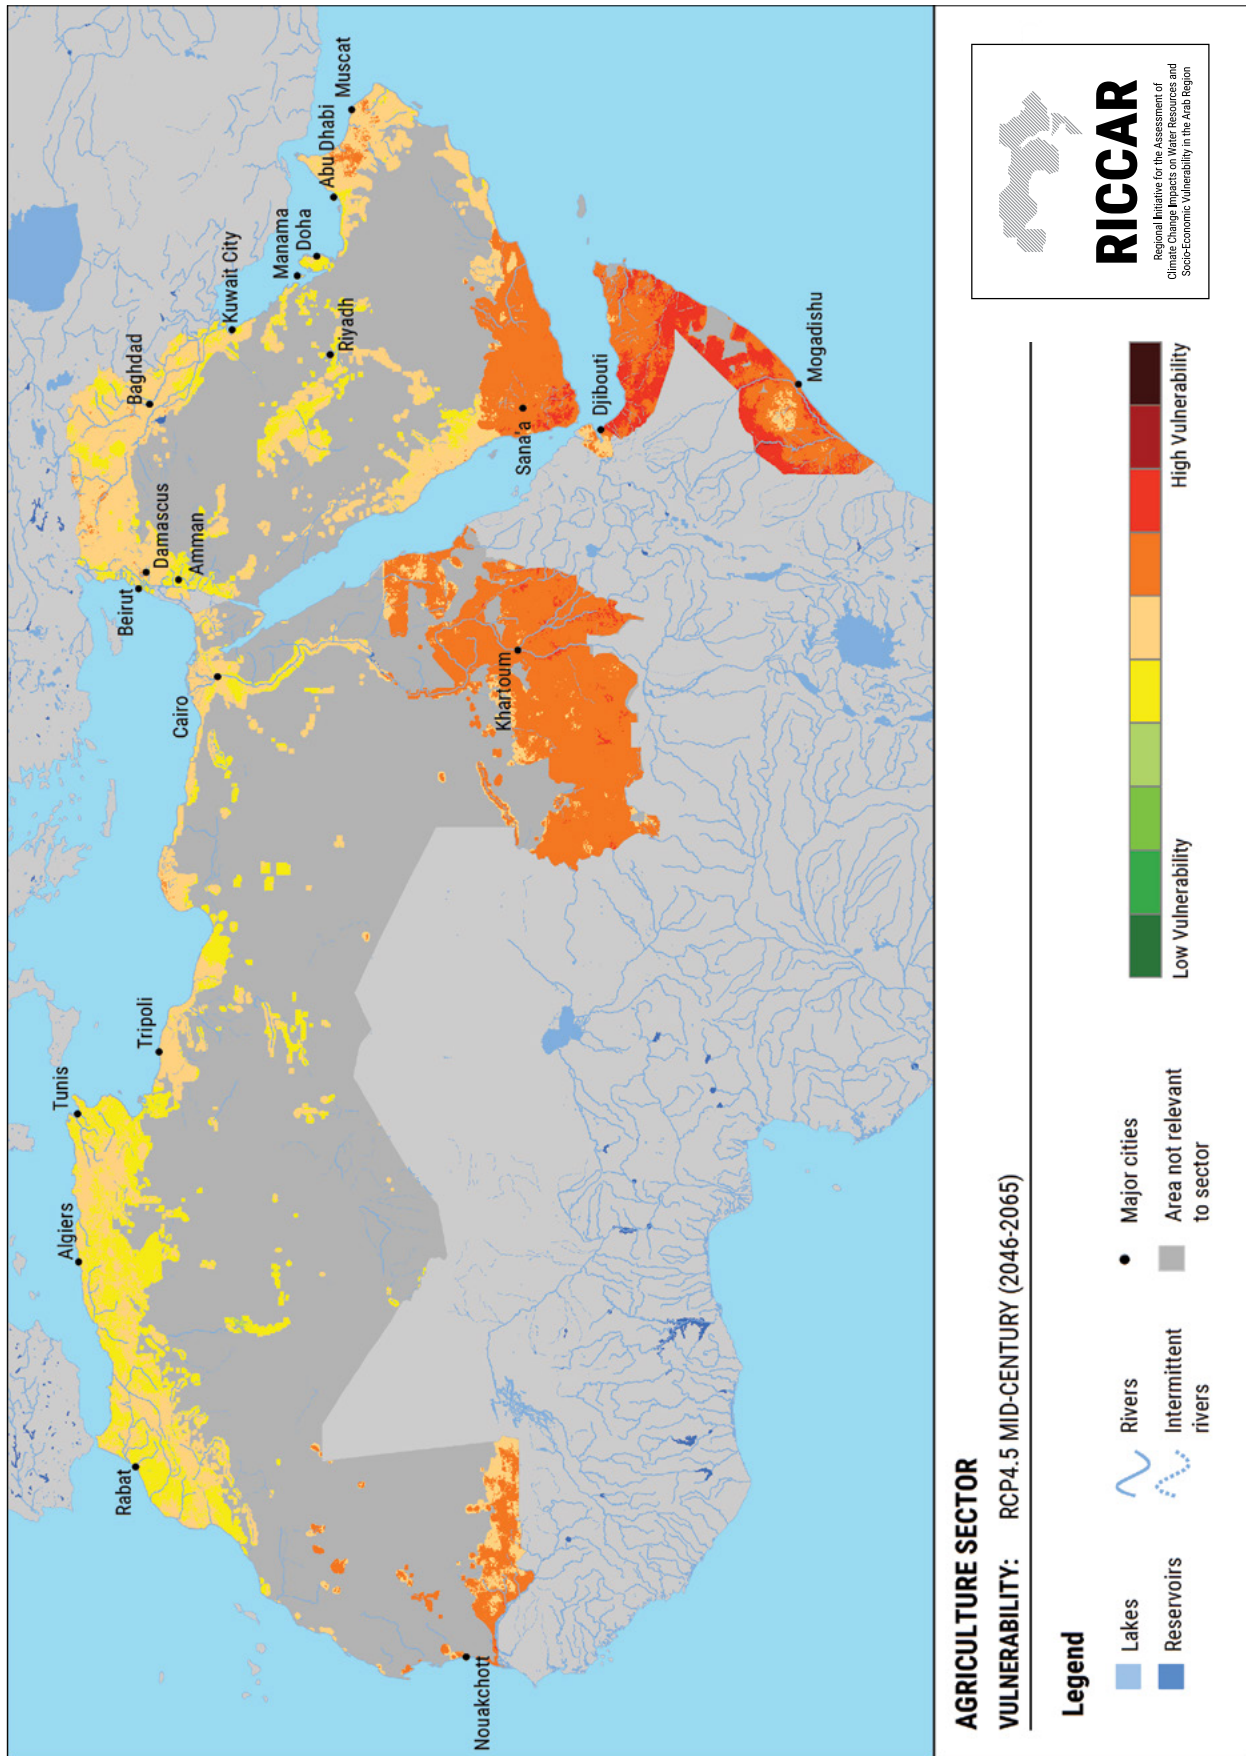 Muscat
Abu Dhabi
Manama
Doha
Kuwait City
Riyadh
Baghdad
Damascus
Amman
Beirut
Cairo
Sana'a
Djibouti
Mogadishu
Khartoum
Tripoli
Tunis
Algiers
Rabat
Nouakchott
AGRICULTURE SECTOR
VULNERABILITY: RCP4.5 MID-CENTURY (2046-2065)
Legend
Lakes
Reservoirs
Rivers
Intermittent
rivers
Major cities
Area not relevant
to sector
Low Vulnerability
High Vulnerability
RICCAR
Regional Initiative for the Assessment of
Climate Change Impacts on Water Resources and
Socio-Economic Vulnerability in the Arab Region